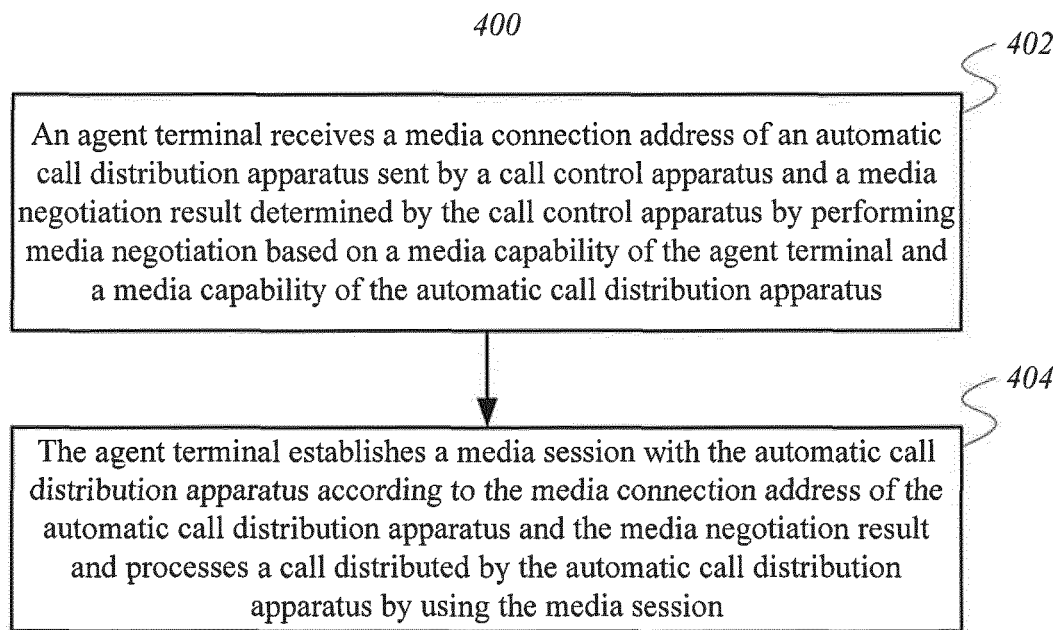 400
402
An agent terminal receives a media connection address of an automatic
call distribution apparatus sent by a call control apparatus and a media
negotiation result determined by the call control apparatus by performing
media negotiation based on a media capability of the agent terminal and
a media capability of the automatic call distribution apparatus
404
The agent terminal establishes a media session with the automatic call
distribution apparatus according to the media connection address of the
automatic call distribution apparatus and the media negotiation result
and processes a call distributed by the automatic call distribution
apparatus by using the media session